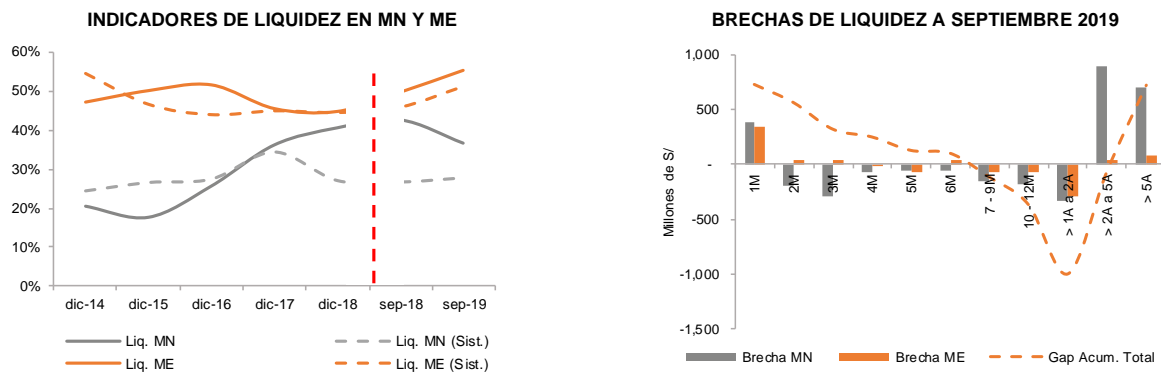 INDICADORES DE LIQUIDEZ EN MN Y ME
60%
50%
40%
30%
20%
10%
0%
dic-14 dic-15 dic-16 dic-17 dic-18 sep-18 sep-19
Liq. MN Liq. MN (Sist.)
Liq. ME Liq. ME (Sist.)
BRECHAS DE LIQUIDEZ A SEPTIEMBRE 2019
Millones de S/
1,000
500
-
-500
-1,000
-1,500
1M 2M 3M 4M 5M 6M 7 - 9M 10 - 12M > 1A a 2A > 2A a 5A > 5A
Brecha MN Brecha ME Gap Acum. Total